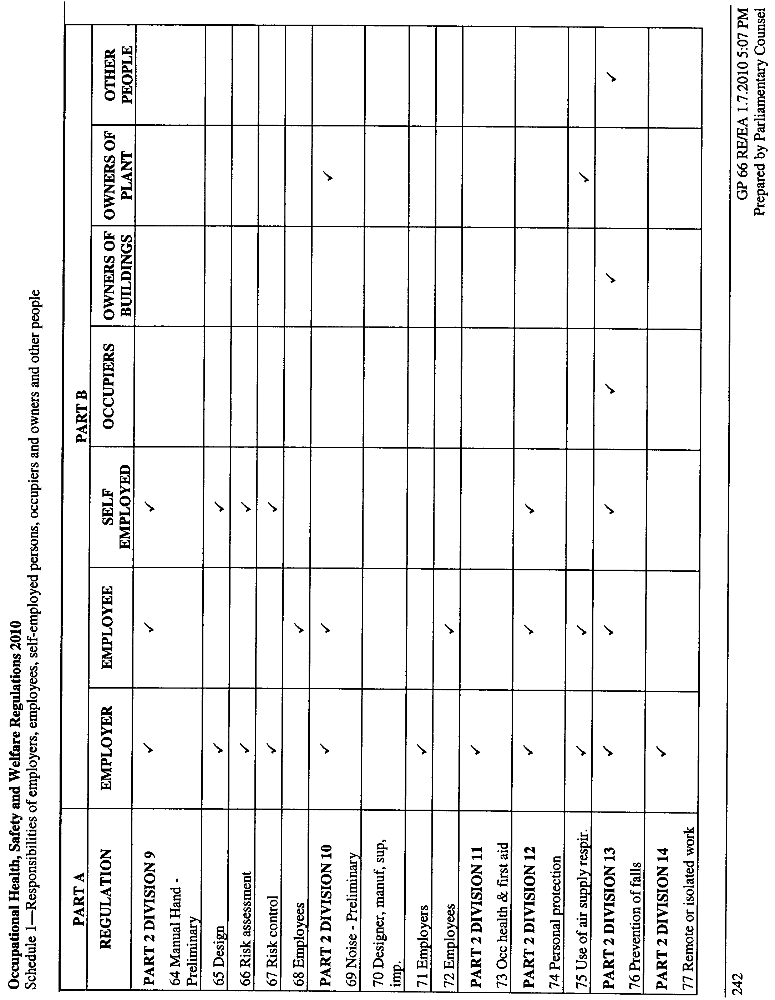 Occupational Health, Safety and Welfare Regulations 2010
Schedule 1—Responsibilities of employers, employees, self-employed persons, occupiers and owners and other people
PART A PART B
REGULATION EMPLOYER EMPLOYEE SELF EMPLOYED OCCUPIERS OWNERS OF BUILDINGS OWNERS OF PLANT OTHER PEOPLE
PART 2 DIVISION 9 ✓ ✓ ✓
64 Manual Hand -
Preliminary
65 Design ✓ ✓
66 Risk assessment ✓ ✓
67 Risk control ✓ ✓
68 Employees ✓
PART 2 DIVISION 10 ✓ ✓ ✓
69 Noise - Preliminary
70 Designer, manuf, sup,
imp.
71 Employers ✓
72 Employees ✓
PART 2 DIVISION 11 ✓
73 Occ health & first aid
PART 2 DIVISION 12 ✓ ✓ ✓
74 Personal protection
75 Use of air supply respir. ✓ ✓ ✓
PART 2 DIVISION 13 ✓ ✓ ✓ ✓ ✓ ✓
76 Prevention of falls
PART 2 DIVISION 14 ✓
77 Remote or isolated work
242 GP 66 RE/EA 1.7.2010 5:07 PM
Prepared by Parliamentary Counsel